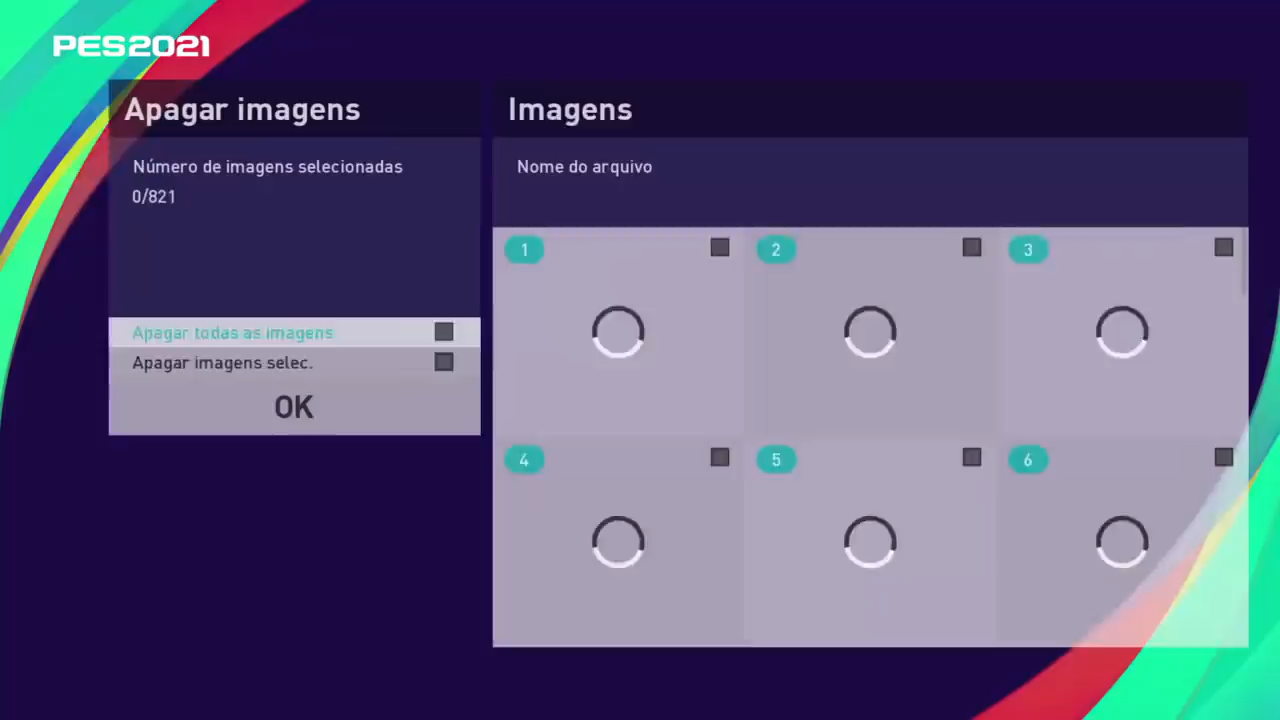 PES2021
Apagar imagens
Número de imagens selecionadas
0/821
Apagar todas as imagens
Apagar imagens selec.
OK
Imagens
Nome do arquivo
1
2
3
4
5
6